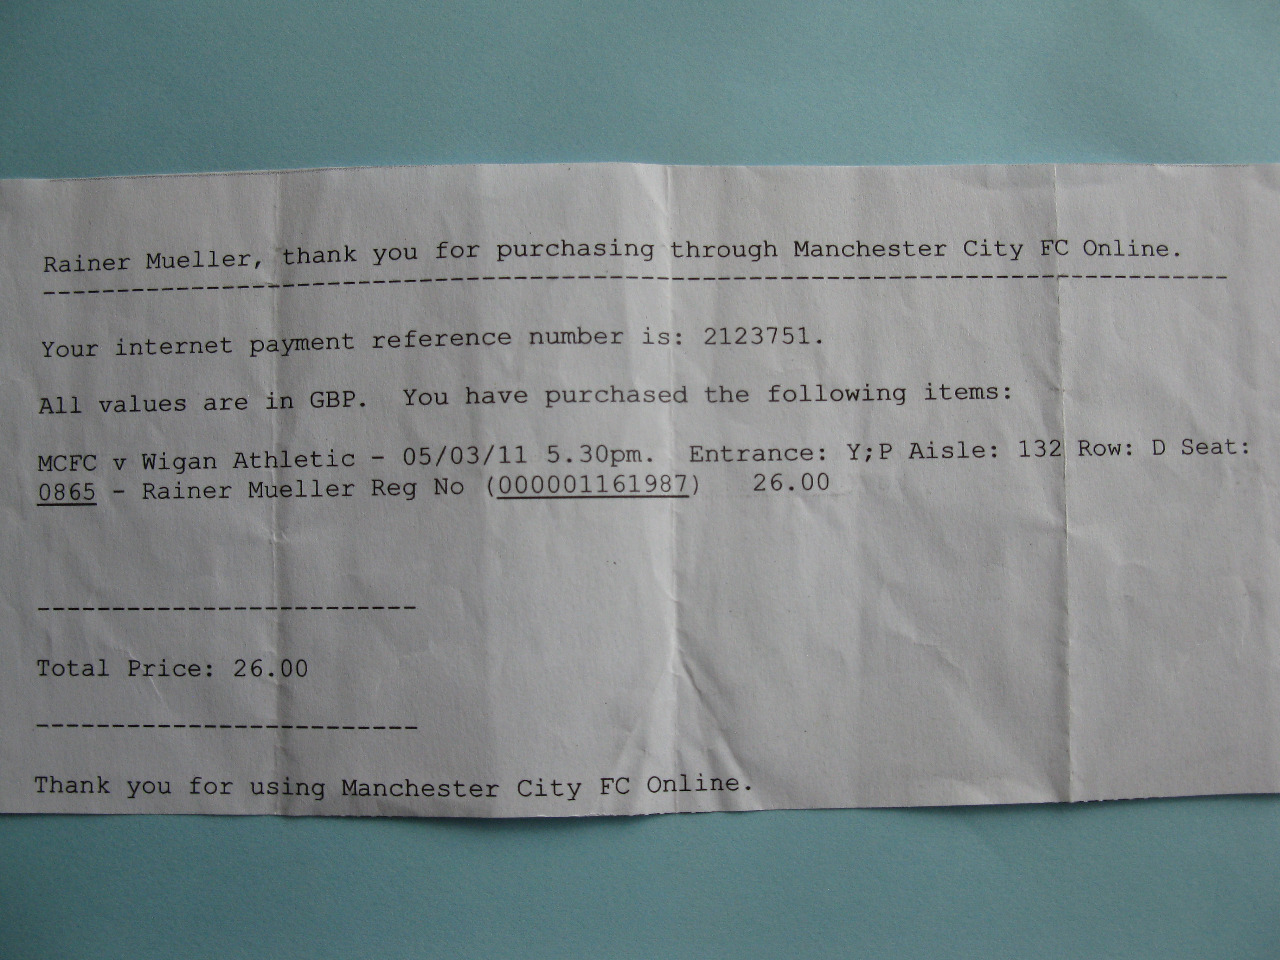 Rainer Mueller, thank you for purchasing through Manchester City FC Online.
--------------------------------------------------------------------------------
Your internet payment reference number is: 2123751.
All values are in GBP.  You have purchased the following items:
MCFC v Wigan Athletic - 05/03/11 5.30pm.  Entrance: Y;P Aisle: 132 Row: D Seat:
0865 - Rainer Mueller Reg No (000001161987)   26.00
-------------------------
Total Price: 26.00
-------------------------
Thank you for using Manchester City FC Online.